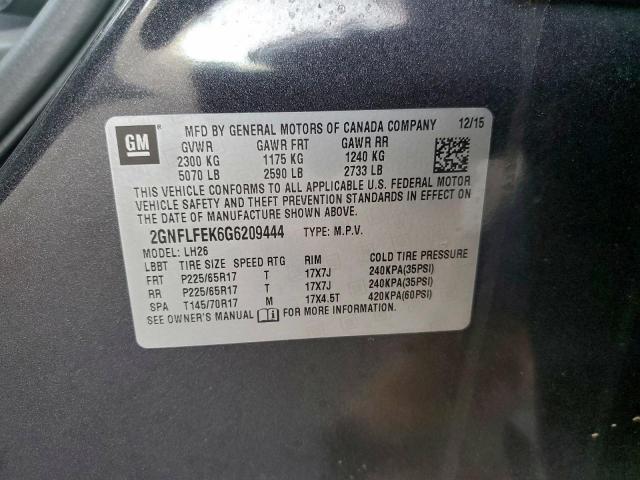 GM
MFD BY GENERAL MOTORS OF CANADA COMPANY 12/15
GVWR GAWR FRT GAWR RR
2300 KG 1175 KG 1240 KG
5070 LB 2590 LB 2733 LB
THIS VEHICLE CONFORMS TO ALL APPLICABLE U.S. FEDERAL MOTOR
VEHICLE SAFETY AND THEFT PREVENTION STANDARDS IN EFFECT ON
THE DATE OF MANUFACTURE SHOWN ABOVE.
2GNFLFEK6G6209444 TYPE: M.P.V.
MODEL: LH26
LBBT TIRE SIZE SPEED RTG RIM COLD TIRE PRESSURE
FRT P225/65R17 T 17X7J 240KPA(35PSI)
RR P225/65R17 T 17X7J 240KPA(35PSI)
SPA T145/70R17 M 17X4.5T 420KPA(60PSI)
SEE OWNER'S MANUAL FOR MORE INFORMATION.